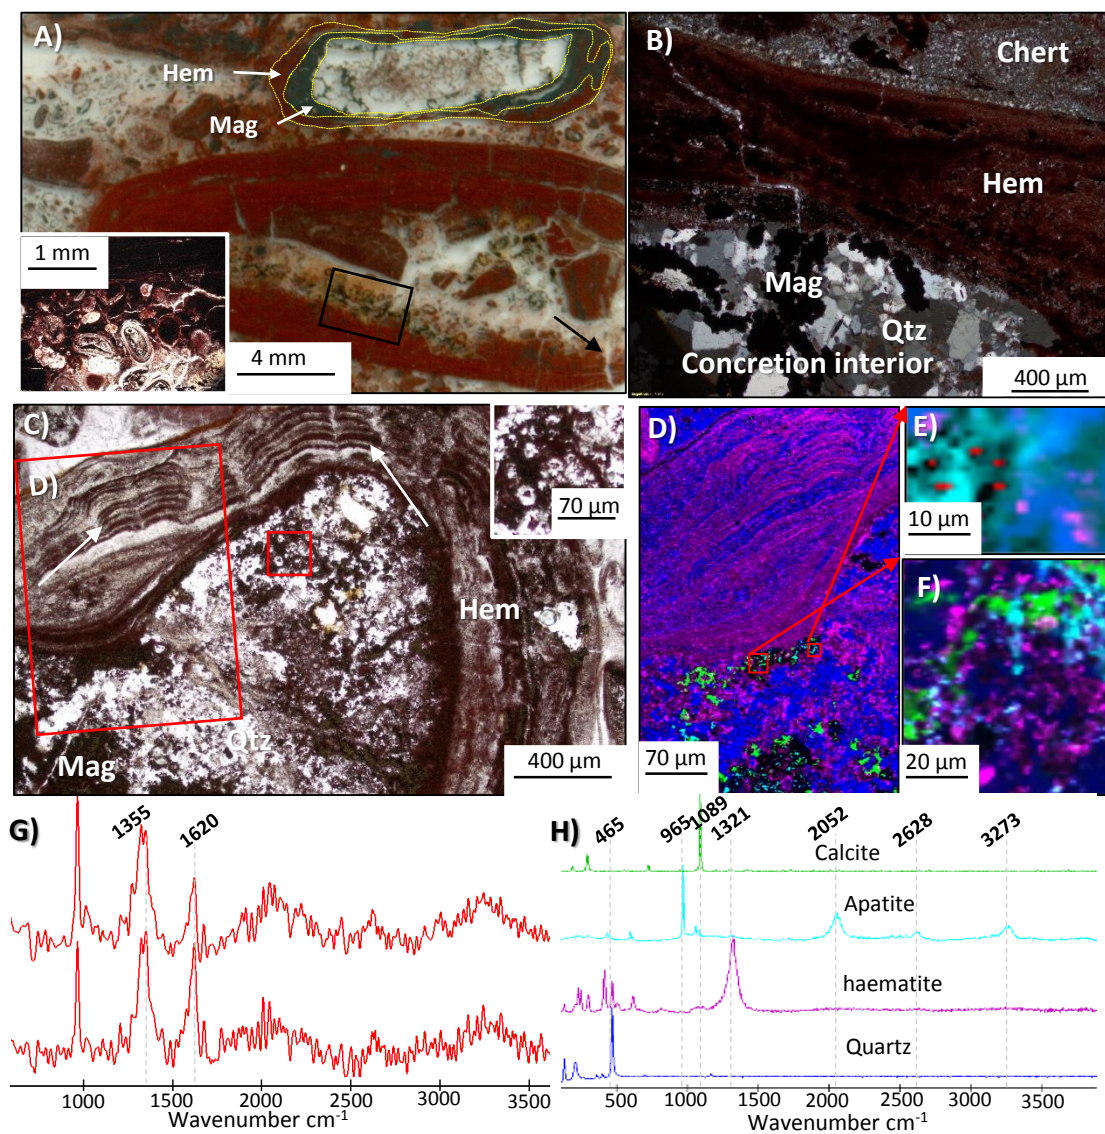 A)
Hem
Mag
1 mm
4 mm
B)
Chert
Hem
Mag
Qtz
Concretion interior
400 µm
C)
D)
70 µm
Hem
Qtz
Mag
400 µm
D)
70 µm
E)
10 µm
F)
20 µm
G)
1355
1620
1000 1500 2000 2500 3000 3500
Wavenumber cm⁻¹
H)
465
965
1089
1321
2052
2628
3273
Calcite
Apatite
haematite
Quartz
500 1000 1500 2000 2500 3000 3500
Wavenumber cm⁻¹